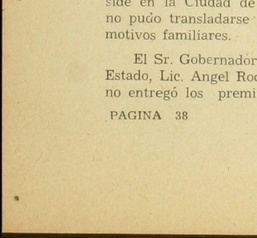 side en la Ciudad de
no pudo transladarse
motivos familiares.
El Sr. Gobernador
Estado, Lic. Angel Roc
no entregó los premi
PAGINA 38